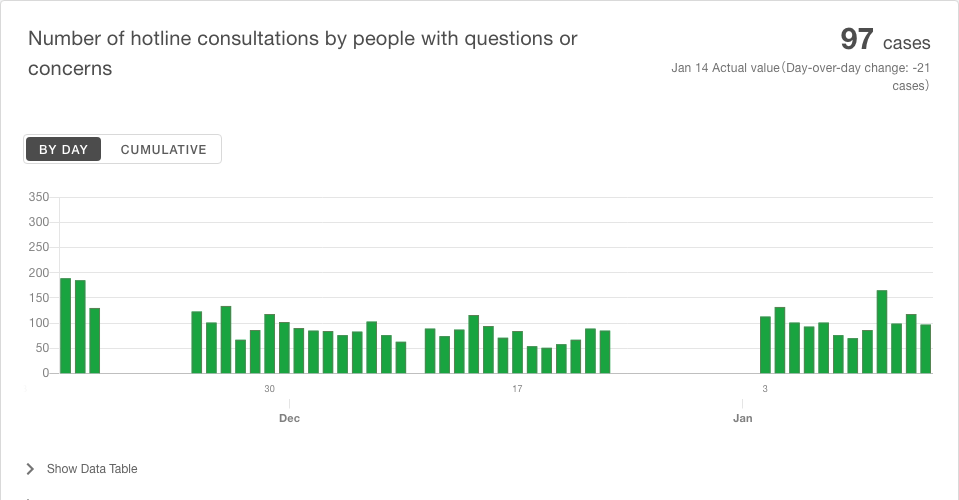 Number of hotline consultations by people with questions or
concerns
97 cases
Jan 14 Actual value(Day-over-day change: -21
cases)
BY DAY CUMULATIVE
350
300
250
200
150
100
50
0
30 17 3
Dec Jan
Show Data Table